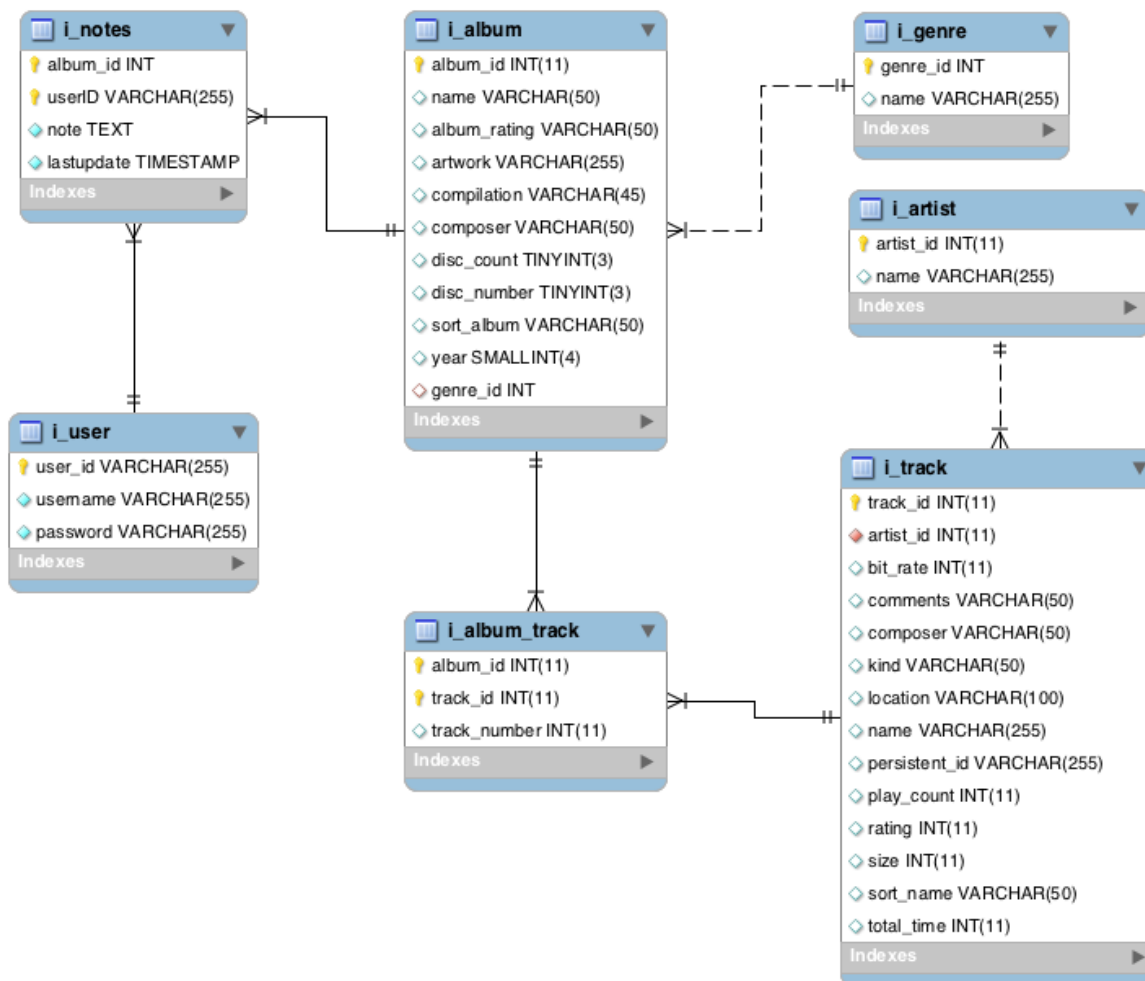 i_notes
album_id INT
userID VARCHAR(255)
note TEXT
lastupdate TIMESTAMP
Indexes
i_album
album_id INT(11)
name VARCHAR(50)
album_rating VARCHAR(50)
artwork VARCHAR(255)
compilation VARCHAR(45)
composer VARCHAR(50)
disc_count TINYINT(3)
disc_number TINYINT(3)
sort_album VARCHAR(50)
year SMALLINT(4)
genre_id INT
Indexes
i_genre
genre_id INT
name VARCHAR(255)
Indexes
i_artist
artist_id INT(11)
name VARCHAR(255)
Indexes
i_user
user_id VARCHAR(255)
username VARCHAR(255)
password VARCHAR(255)
Indexes
i_album_track
album_id INT(11)
track_id INT(11)
track_number INT(11)
Indexes
i_track
track_id INT(11)
artist_id INT(11)
bit_rate INT(11)
comments VARCHAR(50)
composer VARCHAR(50)
kind VARCHAR(50)
location VARCHAR(100)
name VARCHAR(255)
persistent_id VARCHAR(255)
play_count INT(11)
rating INT(11)
size INT(11)
sort_name VARCHAR(50)
total_time INT(11)
Indexes